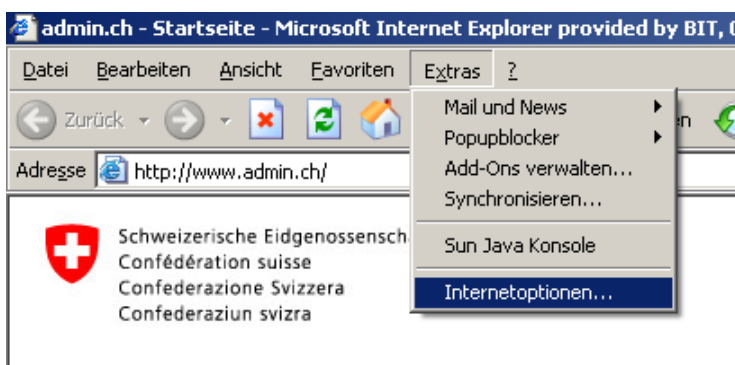 admin.ch - Startseite - Microsoft Internet Explorer provided by BIT,
Datei Bearbeiten Ansicht Favoriten Extras ?
Zurück
Adresse http://www.admin.ch/
Mail und News
Popupblocker
Add-Ons verwalten...
Synchronisieren...
Sun Java Konsole
Internetoptionen...
Schweizerische Eidgenossensch
Confédération suisse
Confederazione Svizzera
Confederaziun svizra